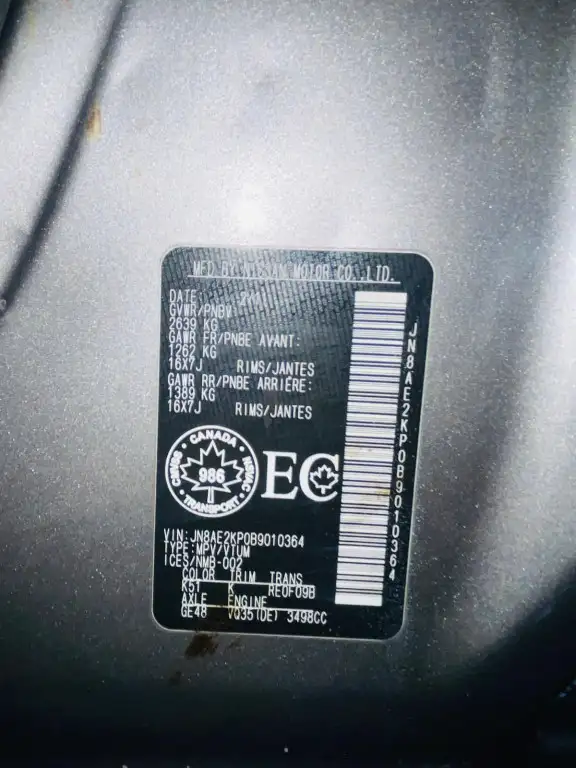 MFD BY NISSAN MOTOR CO.,LTD.
DATE:
GVWR/PNBV
2639 KG
GAWR FR/PNBE AVANT:
1262 KG
16X7J RIMS/JANTES
GAWR RR/PNBE ARRIÈRE:
1389 KG
16X7J RIMS/JANTES
CANADA
CMVSS 986 NSVAC
TRANSPORT
EC
VIN: JN8AE2KP0B9010364
TYPE:MPV/VTUM
ICES/NMB-002
COLOR TRIM TRANS
K51 K RE0F09B
AXLE ENGINE
GE48 VQ35(DE) 3498CC
JN8AE2KP0B9010364